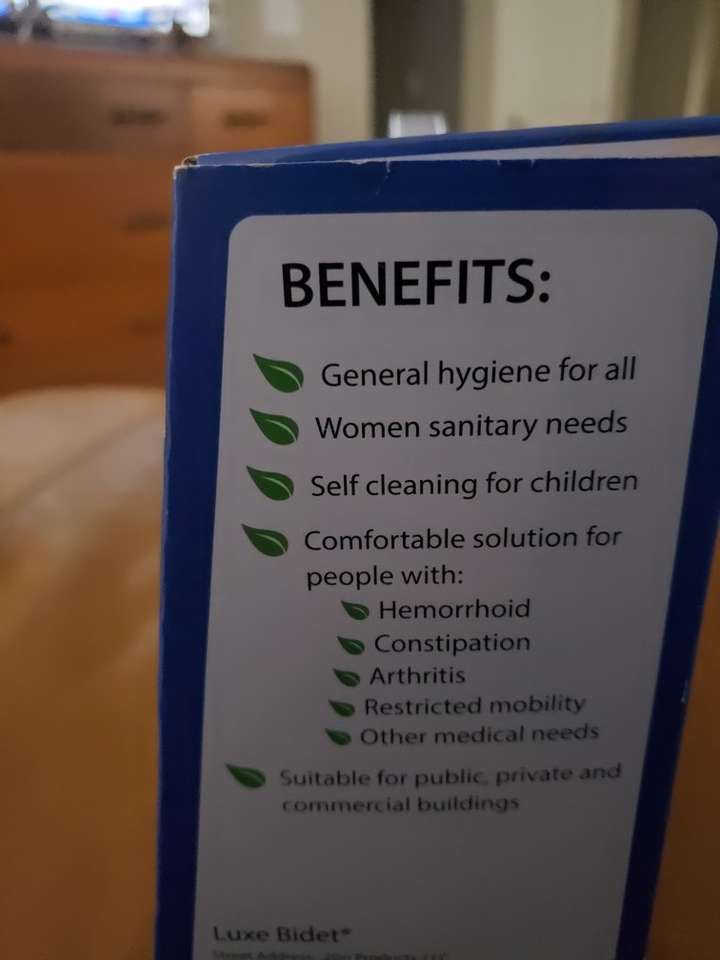 BENEFITS:
General hygiene for all
Women sanitary needs
Self cleaning for children
Comfortable solution for
people with:
Hemorrhoid
Constipation
Arthritis
Restricted mobility
Other medical needs
Suitable for public, private and
commercial buildings
Luxe Bidet®